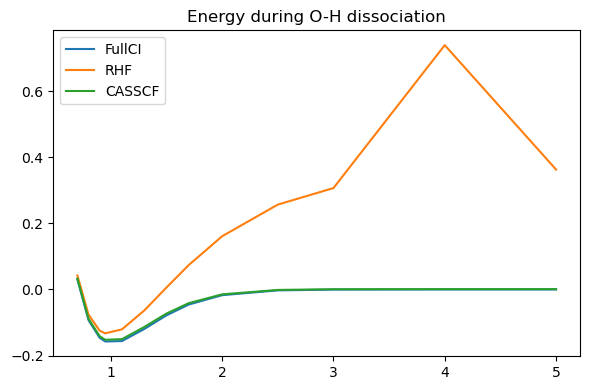 Energy during O-H dissociation
FullCI
RHF
CASSCF
0.6
0.4
0.2
0.0
−0.2
1 2 3 4 5